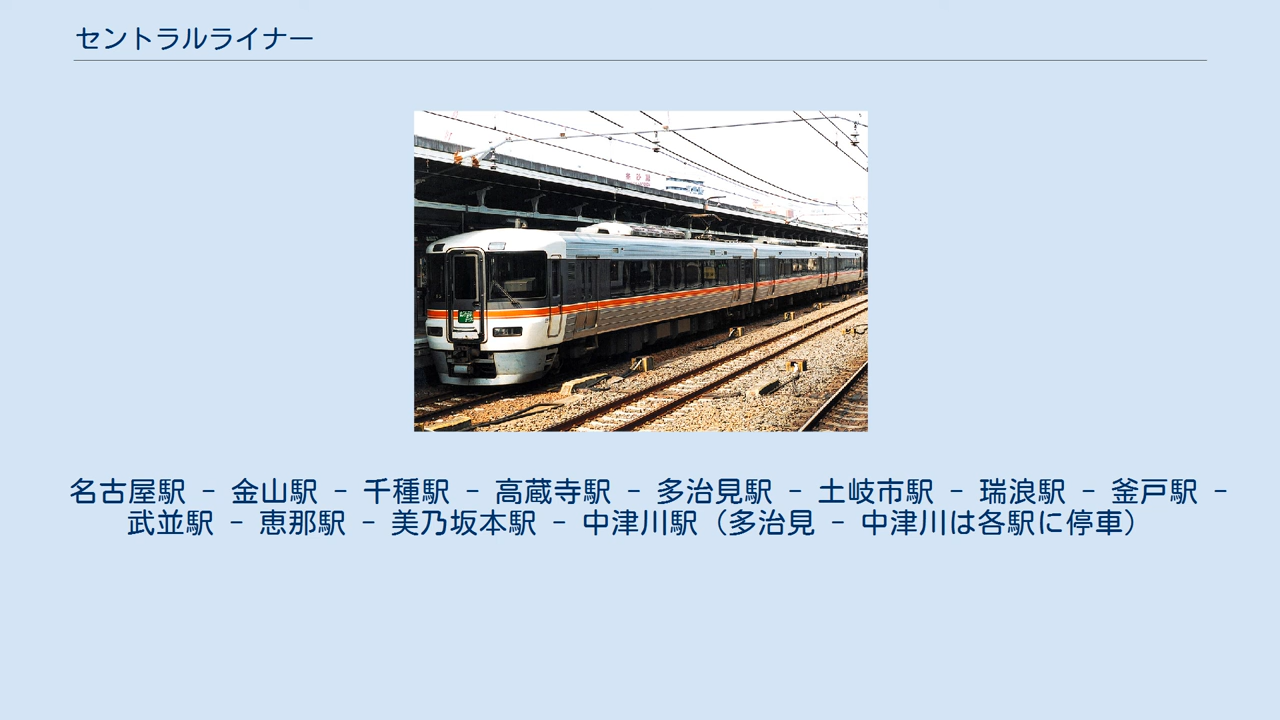 セントラルライナー
名古屋駅 - 金山駅 - 千種駅 - 高蔵寺駅 - 多治見駅 - 土岐市駅 - 瑞浪駅 - 釜戸駅 -
武並駅 - 恵那駅 - 美乃坂本駅 - 中津川駅（多治見 - 中津川は各駅に停車）